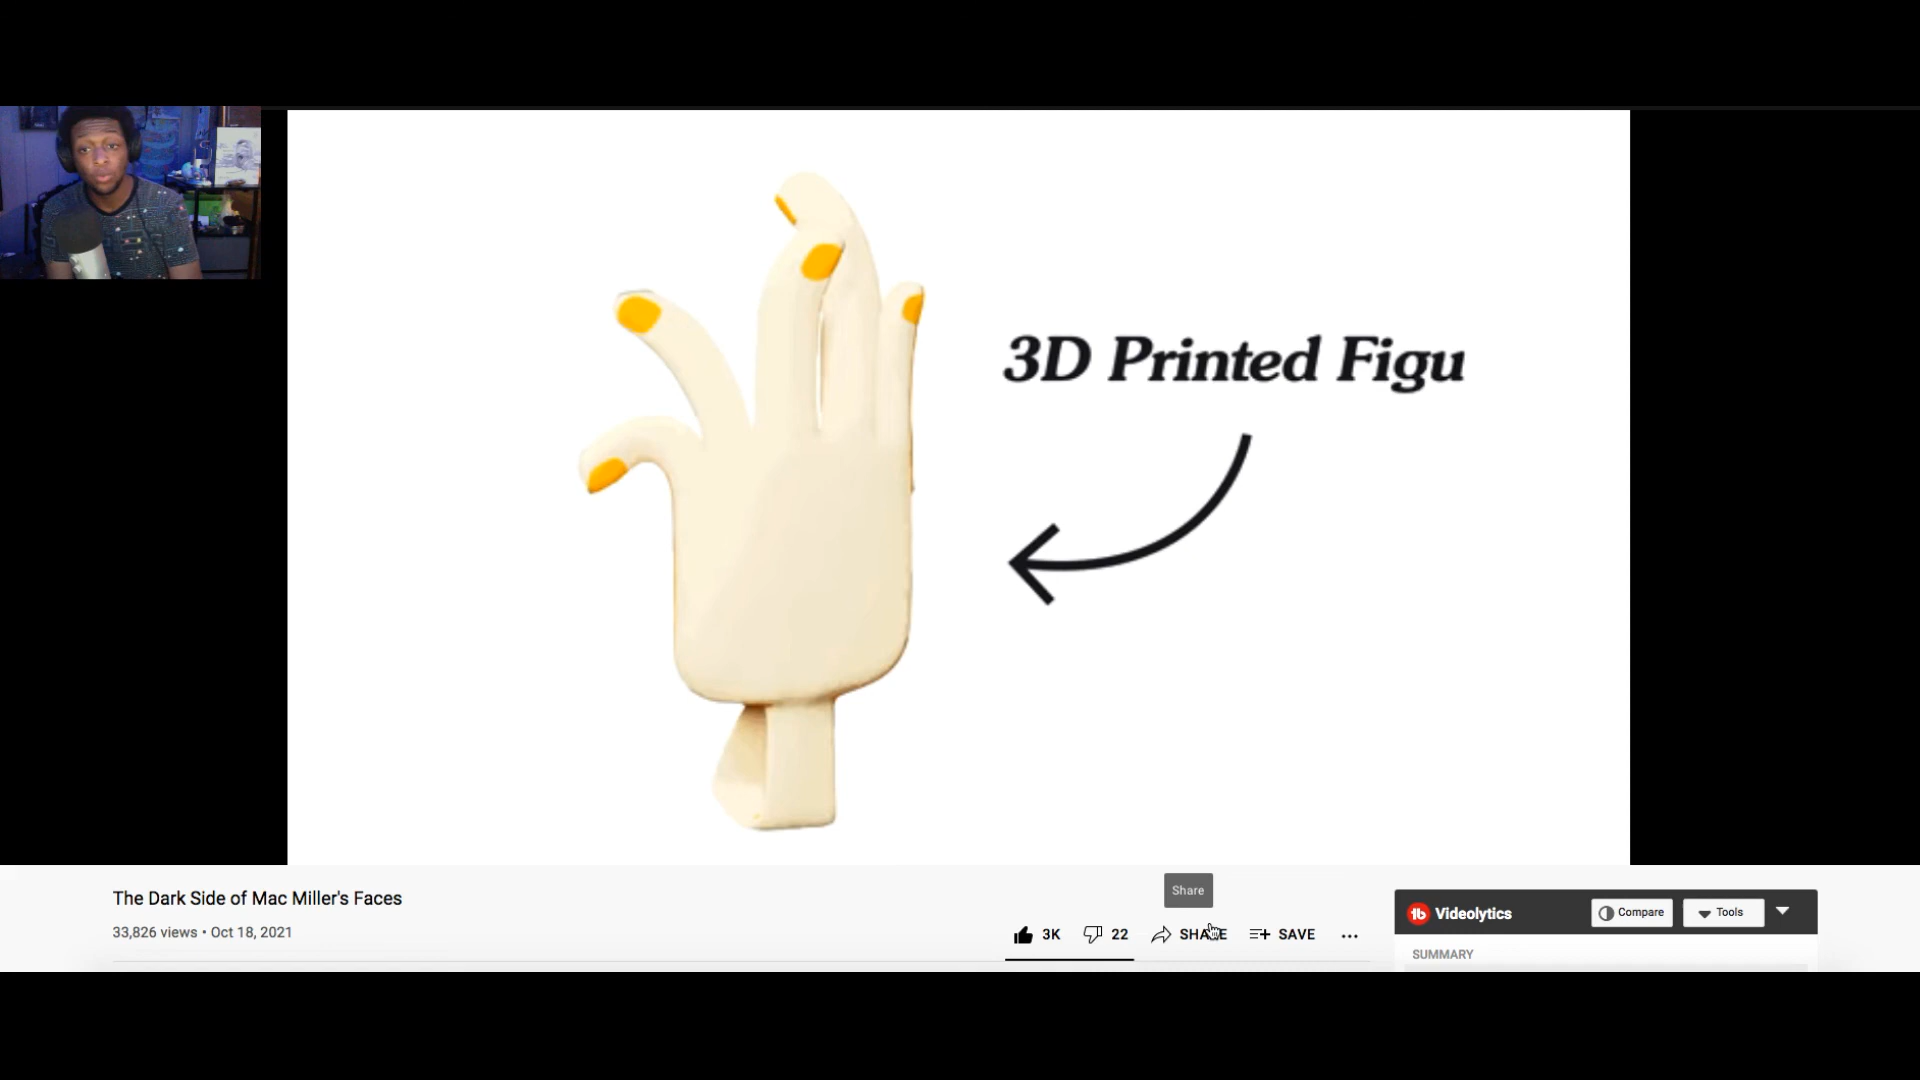 3D Printed Figu
The Dark Side of Mac Miller's Faces
33,826 views • Oct 18, 2021
Share
3K
22
SHARE
SAVE
Videolytics
Compare
Tools
SUMMARY